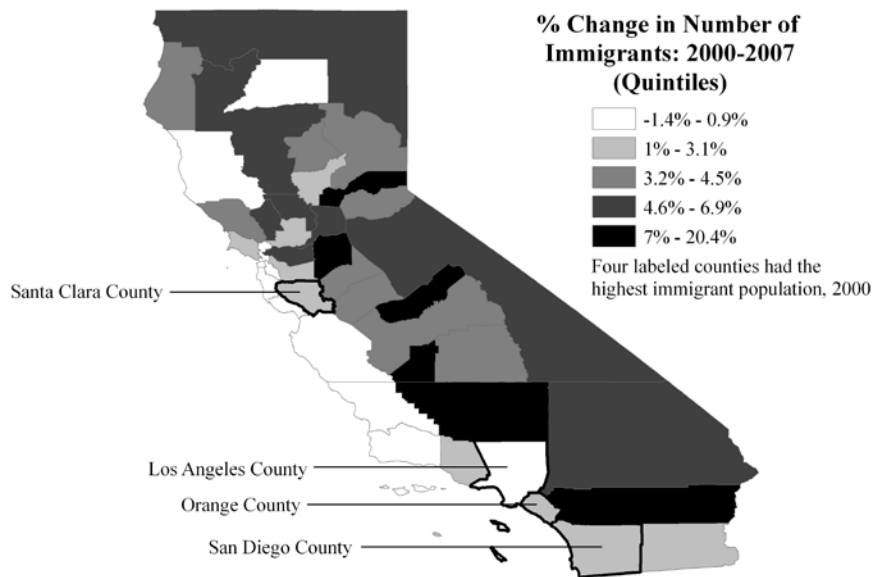 % Change in Number of
Immigrants: 2000-2007
(Quintiles)
-1.4% - 0.9%
1% - 3.1%
3.2% - 4.5%
4.6% - 6.9%
7% - 20.4%
Four labeled counties had the
highest immigrant population, 2000
Santa Clara County
Los Angeles County
Orange County
San Diego County